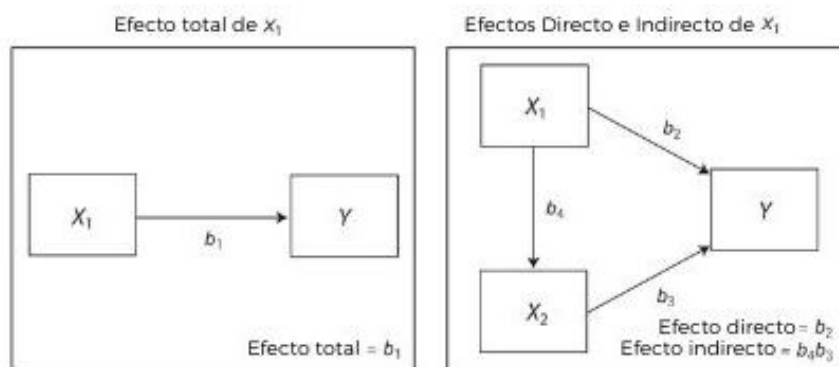 Efecto total de X₁
X₁
b₁
Y
Efecto total = b₁
Efectos Directo e Indirecto de X₁
X₁
b₂
b₄
Y
X₂
b₃
Efecto directo = b₂
Efecto indirecto = b₄b₃